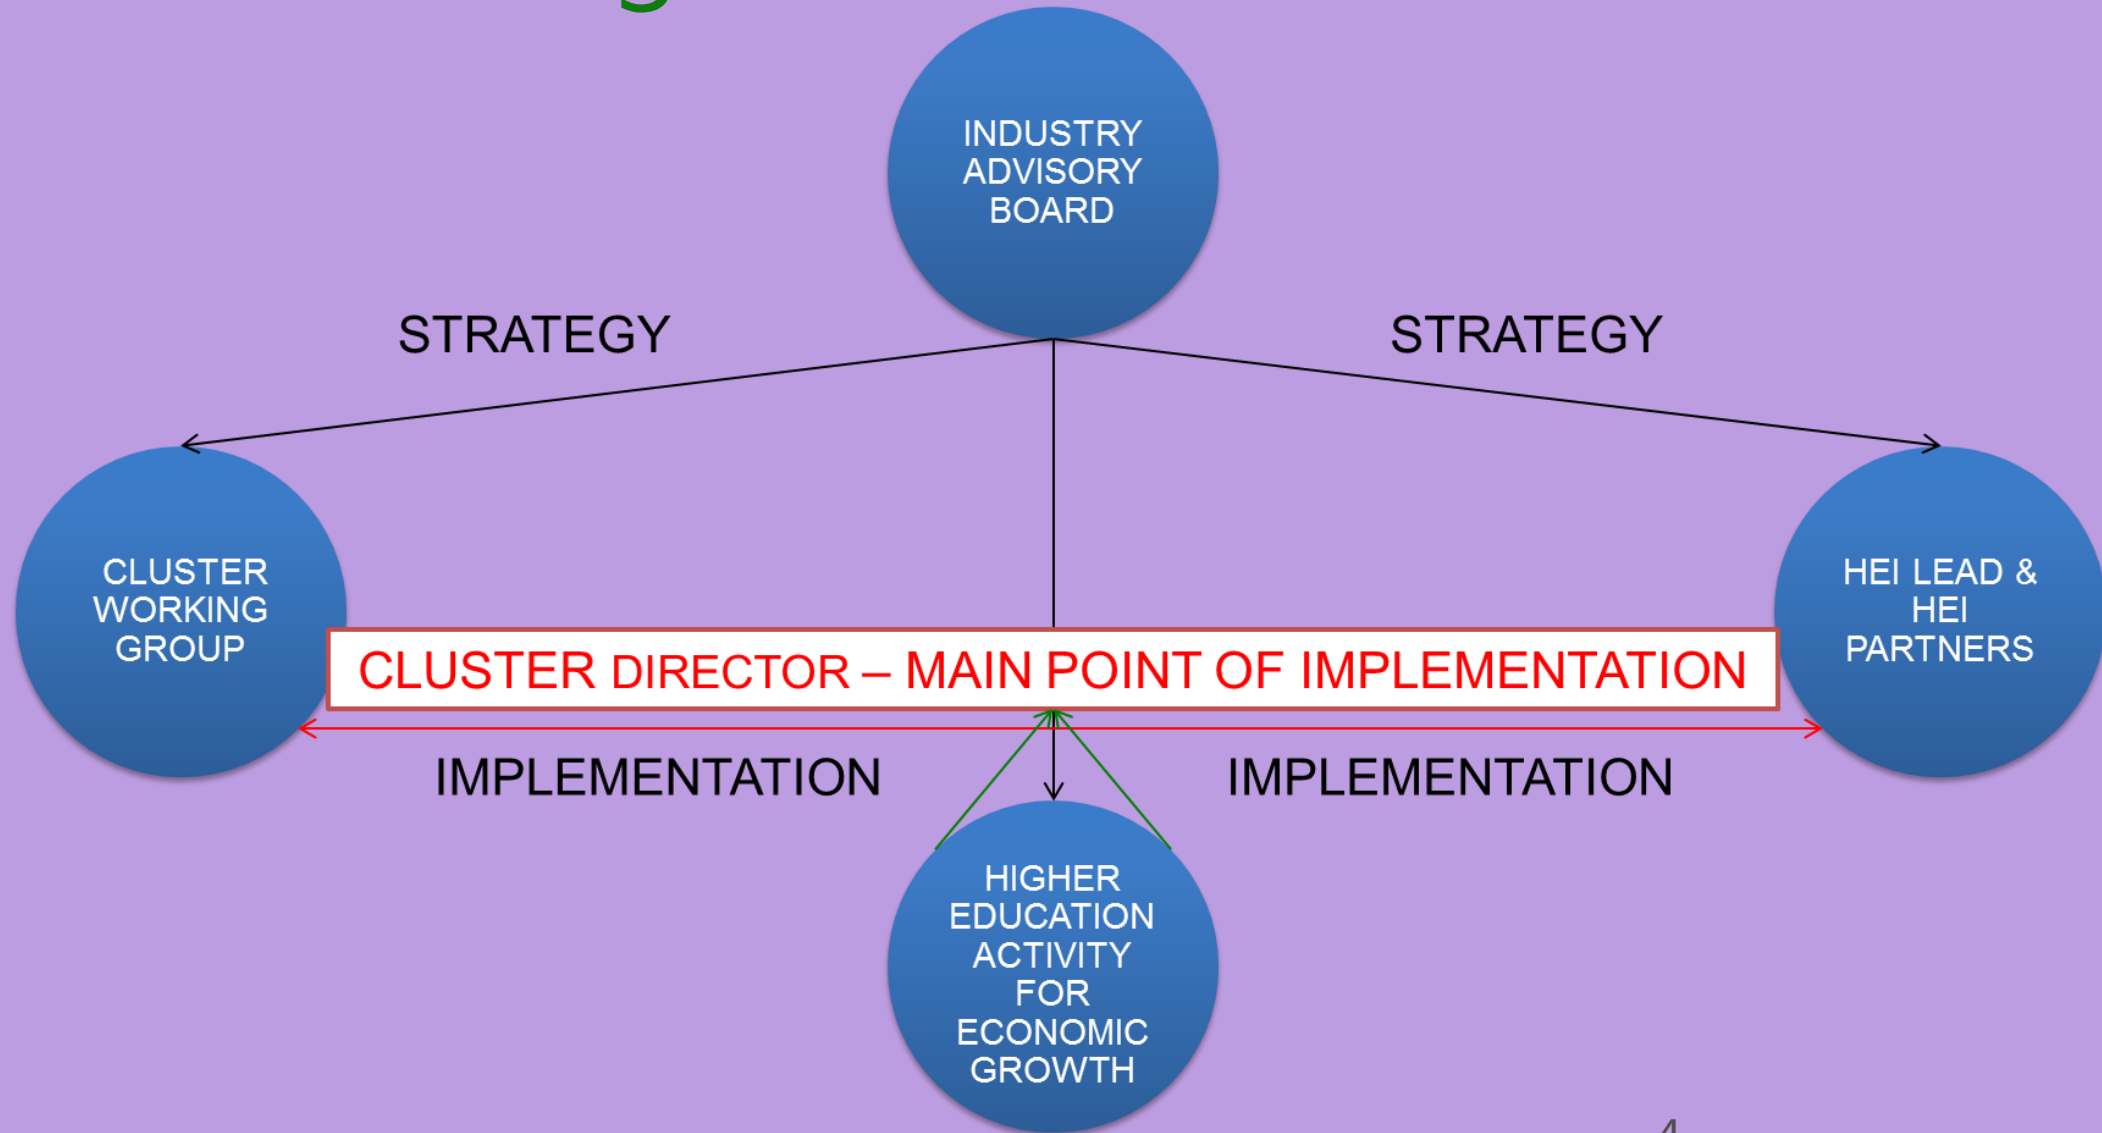 INDUSTRY
ADVISORY
BOARD
STRATEGY
STRATEGY
CLUSTER
WORKING
GROUP
HEI LEAD &
HEI
PARTNERS
CLUSTER DIRECTOR – MAIN POINT OF IMPLEMENTATION
IMPLEMENTATION
IMPLEMENTATION
HIGHER
EDUCATION
ACTIVITY
FOR
ECONOMIC
GROWTH
4